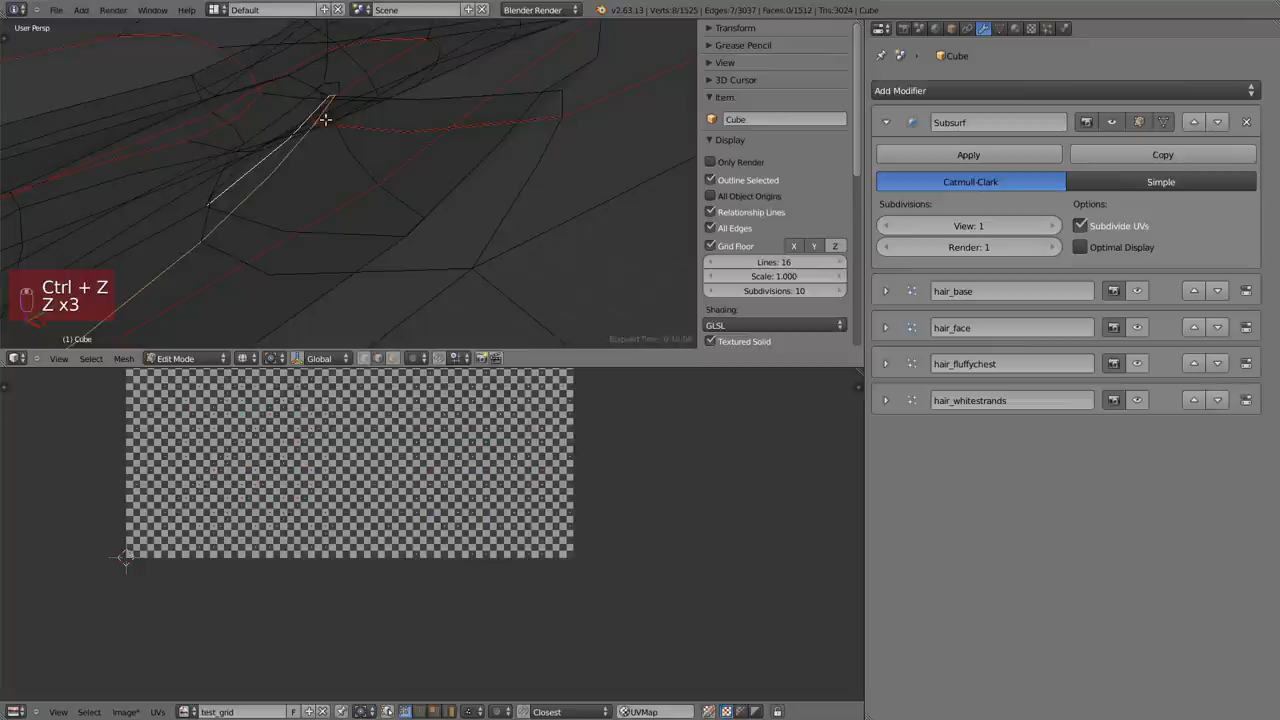 File Add Render Window Help Default Scene Blender Render v2.63.13 | Verts:8/1525 | Edges:7/3037 | Faces:0/1512 | Tris:3024 | Cube
User Persp
Ctrl + Z
Z x3
(1) Cube
View Select Mesh Edit Mode Global
Transform
Grease Pencil
View
3D Cursor
Item
Cube
Display
Only Render
Outline Selected
All Object Origins
Relationship Lines
All Edges
Grid Floor X Y Z
Lines: 16
Scale: 1.000
Subdivisions: 10
Shading:
GLSL
Textured Solid
Cube
Add Modifier
Subsurf
Apply Copy
Catmull-Clark Simple
Subdivisions: Options:
View: 1 Subdivide UVs
Render: 1 Optimal Display
hair_base
hair_face
hair_fluffychest
hair_whitestrands
View Select Image* UVs test_grid F Closest UVMap